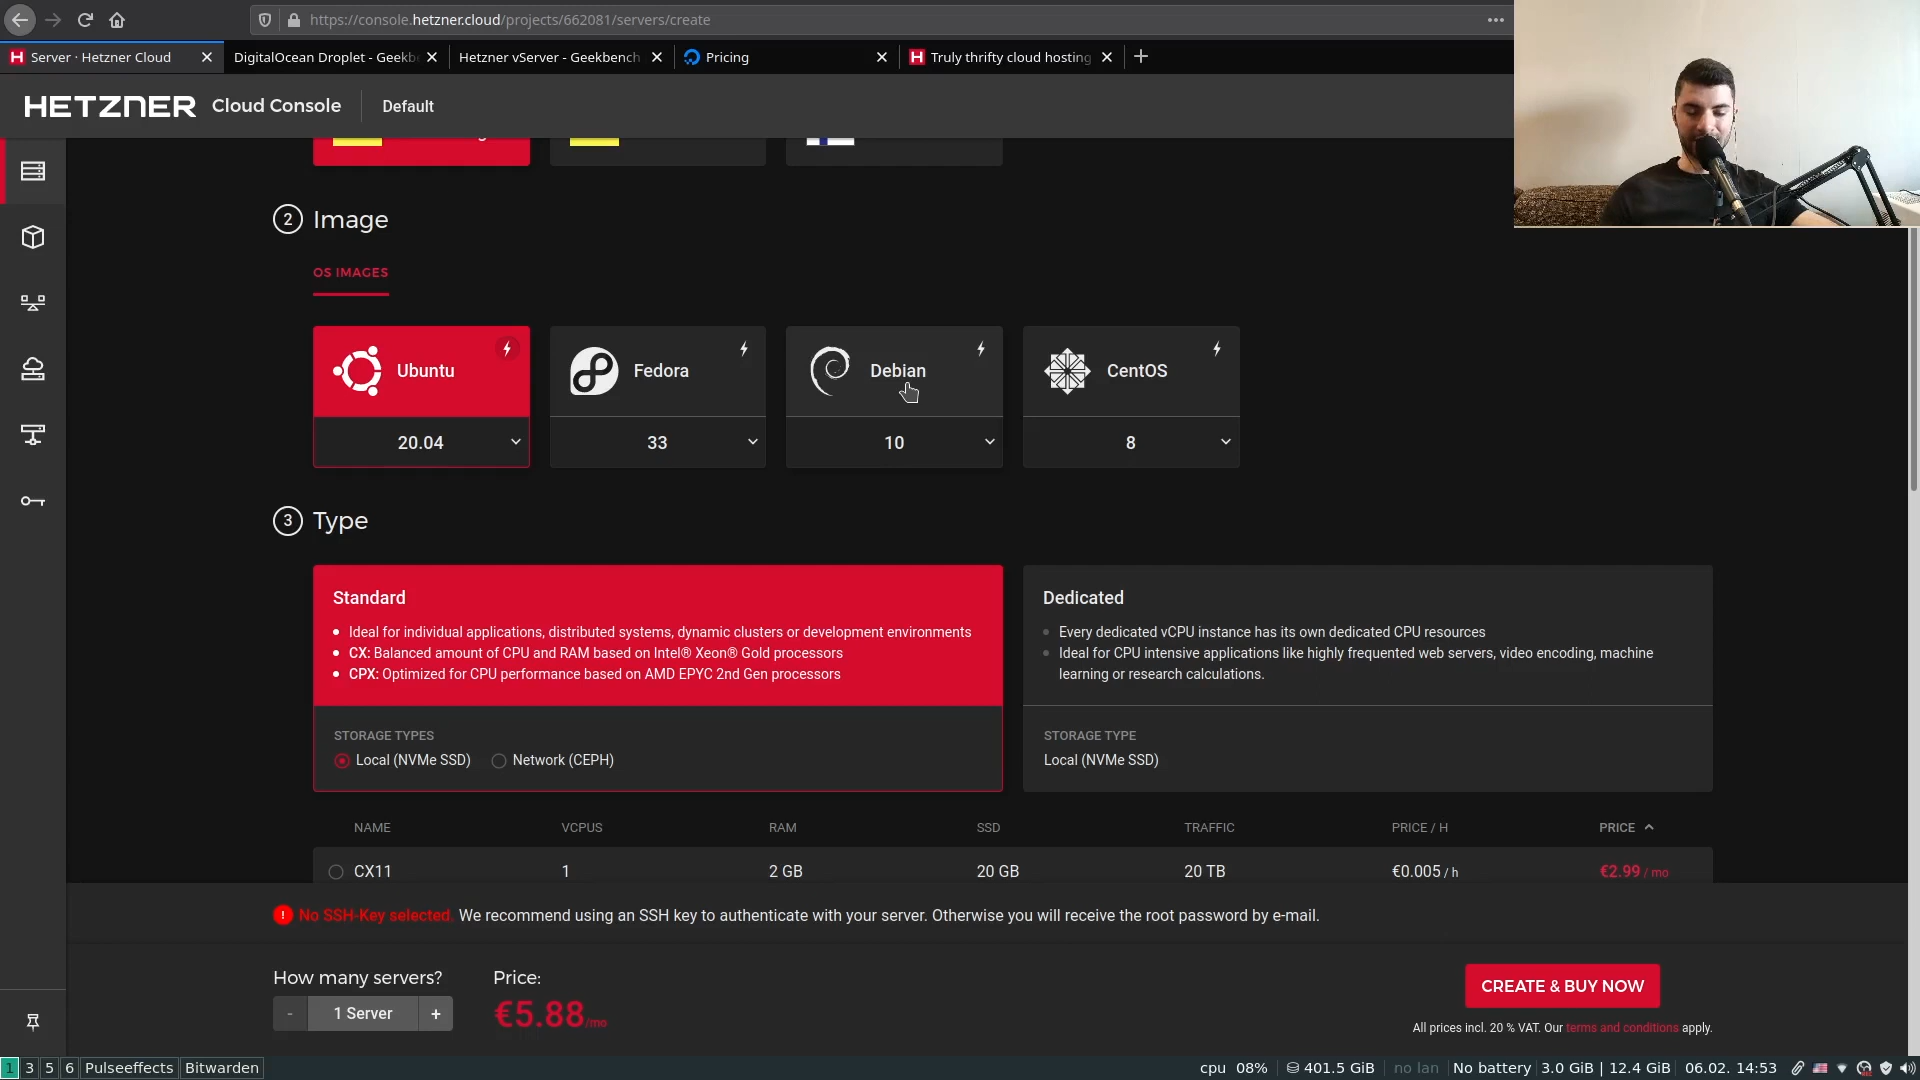 https://console.hetzner.cloud/projects/662081/servers/create
Server · Hetzner Cloud
DigitalOcean Droplet - Geekb
Hetzner vServer - Geekbench
Pricing
Truly thrifty cloud hosting
HETZNER Cloud Console
Default
2 Image
OS IMAGES
Ubuntu
Fedora
Debian
CentOS
20.04
33
10
8
3 Type
Standard
Ideal for individual applications, distributed systems, dynamic clusters or development environments
CX: Balanced amount of CPU and RAM based on Intel® Xeon® Gold processors
CPX: Optimized for CPU performance based on AMD EPYC 2nd Gen processors
STORAGE TYPES
Local (NVMe SSD)
Network (CEPH)
Dedicated
Every dedicated vCPU instance has its own dedicated CPU resources
Ideal for CPU intensive applications like highly frequented web servers, video encoding, machine
learning or research calculations.
STORAGE TYPE
Local (NVMe SSD)
NAME VCPUS RAM SSD TRAFFIC PRICE / H PRICE
CX11 1 2 GB 20 GB 20 TB €0.005 / h €2.99 / mo
No SSH-Key selected. We recommend using an SSH key to authenticate with your server. Otherwise you will receive the root password by e-mail.
How many servers?
- 1 Server +
Price:
€5.88/mo
CREATE & BUY NOW
All prices incl. 20 % VAT. Our terms and conditions apply.
1 3 5 6 Pulseeffects Bitwarden
cpu 08% 401.5 GiB no lan No battery 3.0 GiB | 12.4 GiB 06.02. 14:53